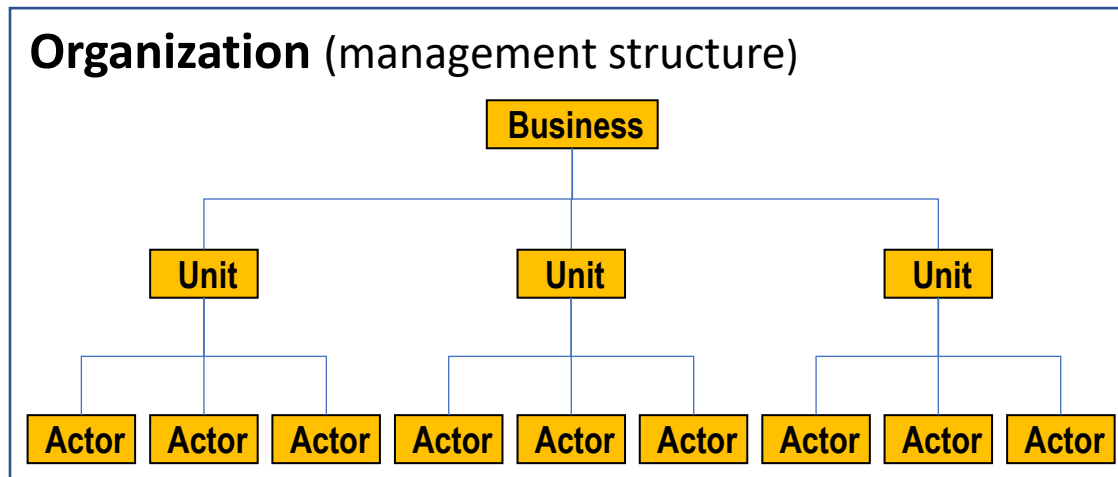 Organization (management structure)
Business
Unit Unit Unit
Actor Actor Actor Actor Actor Actor Actor Actor Actor